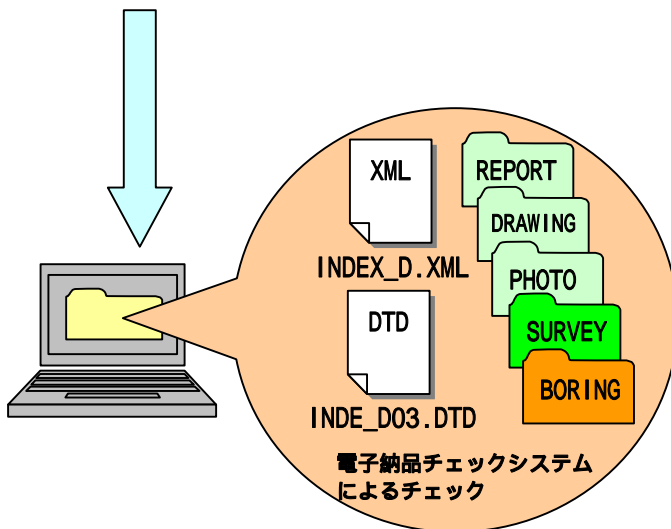 XML
INDEX_D.XML
DTD
INDE_D03.DTD
REPORT
DRAWING
PHOTO
SURVEY
BORING
電子納品チェックシステム
によるチェック